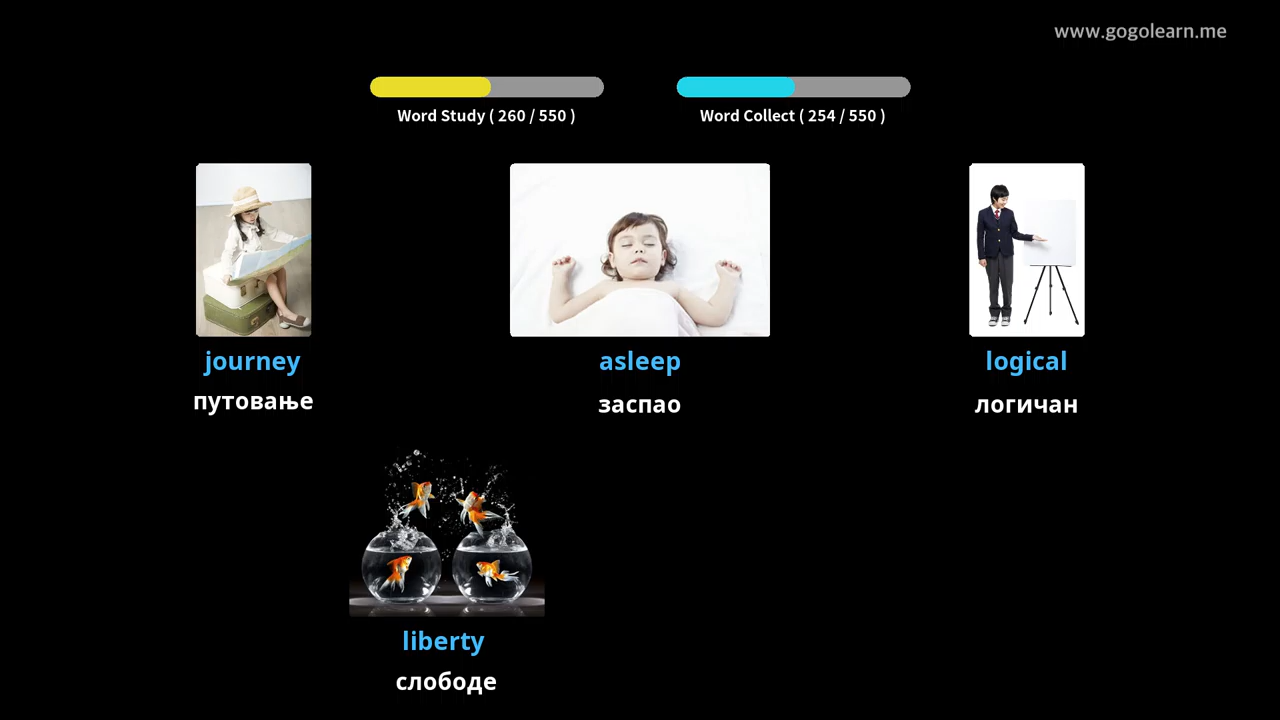 www.gogolearn.me
Word Study ( 260 / 550 )
Word Collect ( 254 / 550 )
journey
путовање
asleep
заспао
logical
логичан
liberty
слободе